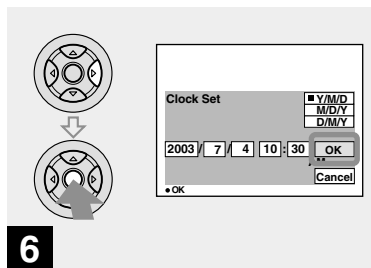 Clock Set
Y/M/D
M/D/Y
D/M/Y
2003 / 7 / 4 10 : 30 OK
Cancel
OK
6